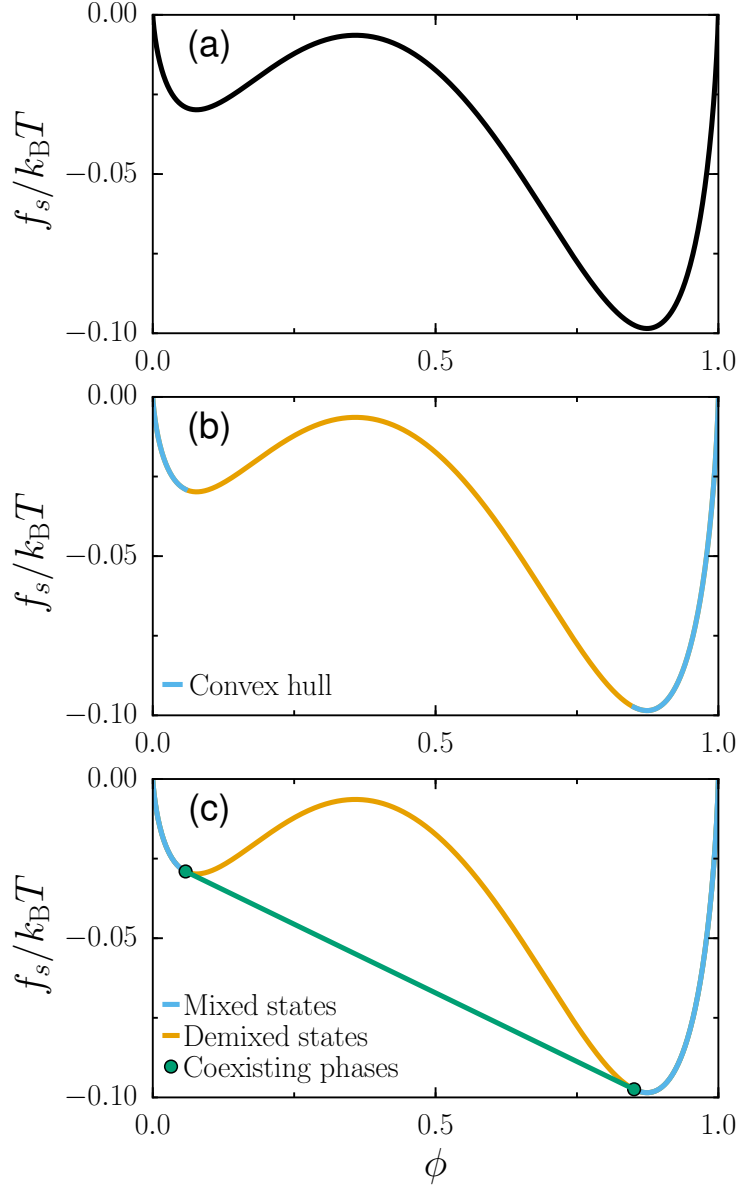 (a)
0.00
−0.05
−0.10
f_s/k_BT
0.0 0.5 1.0
(b)
0.00
−0.05
−0.10
f_s/k_BT
Convex hull
0.0 0.5 1.0
(c)
0.00
−0.05
−0.10
f_s/k_BT
Mixed states
Demixed states
Coexisting phases
0.0 0.5 1.0
ϕ